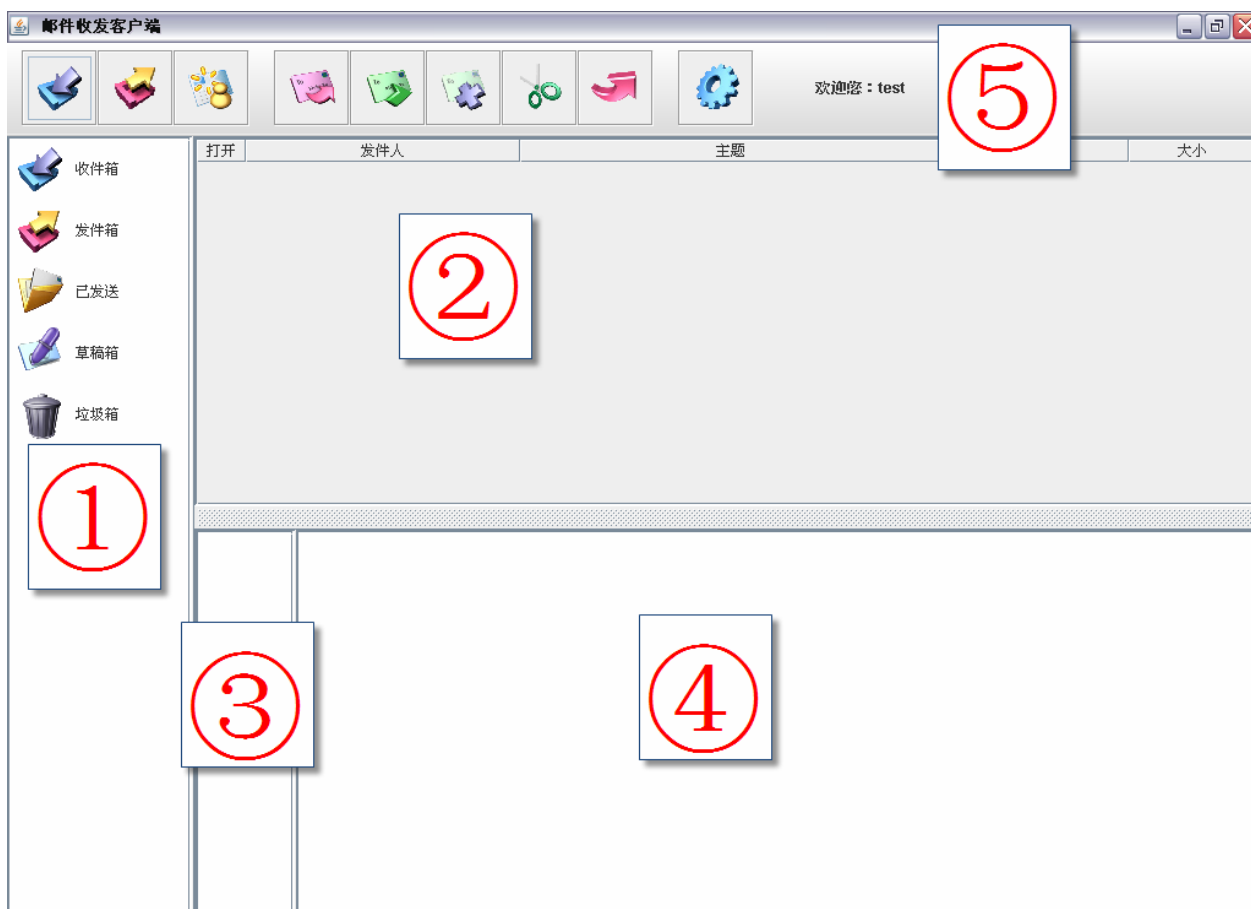 邮件收发客户端
欢迎您：test
⑤
打开 发件人 主题 大小
收件箱
发件箱
已发送
草稿箱
垃圾箱
②
①
③
④